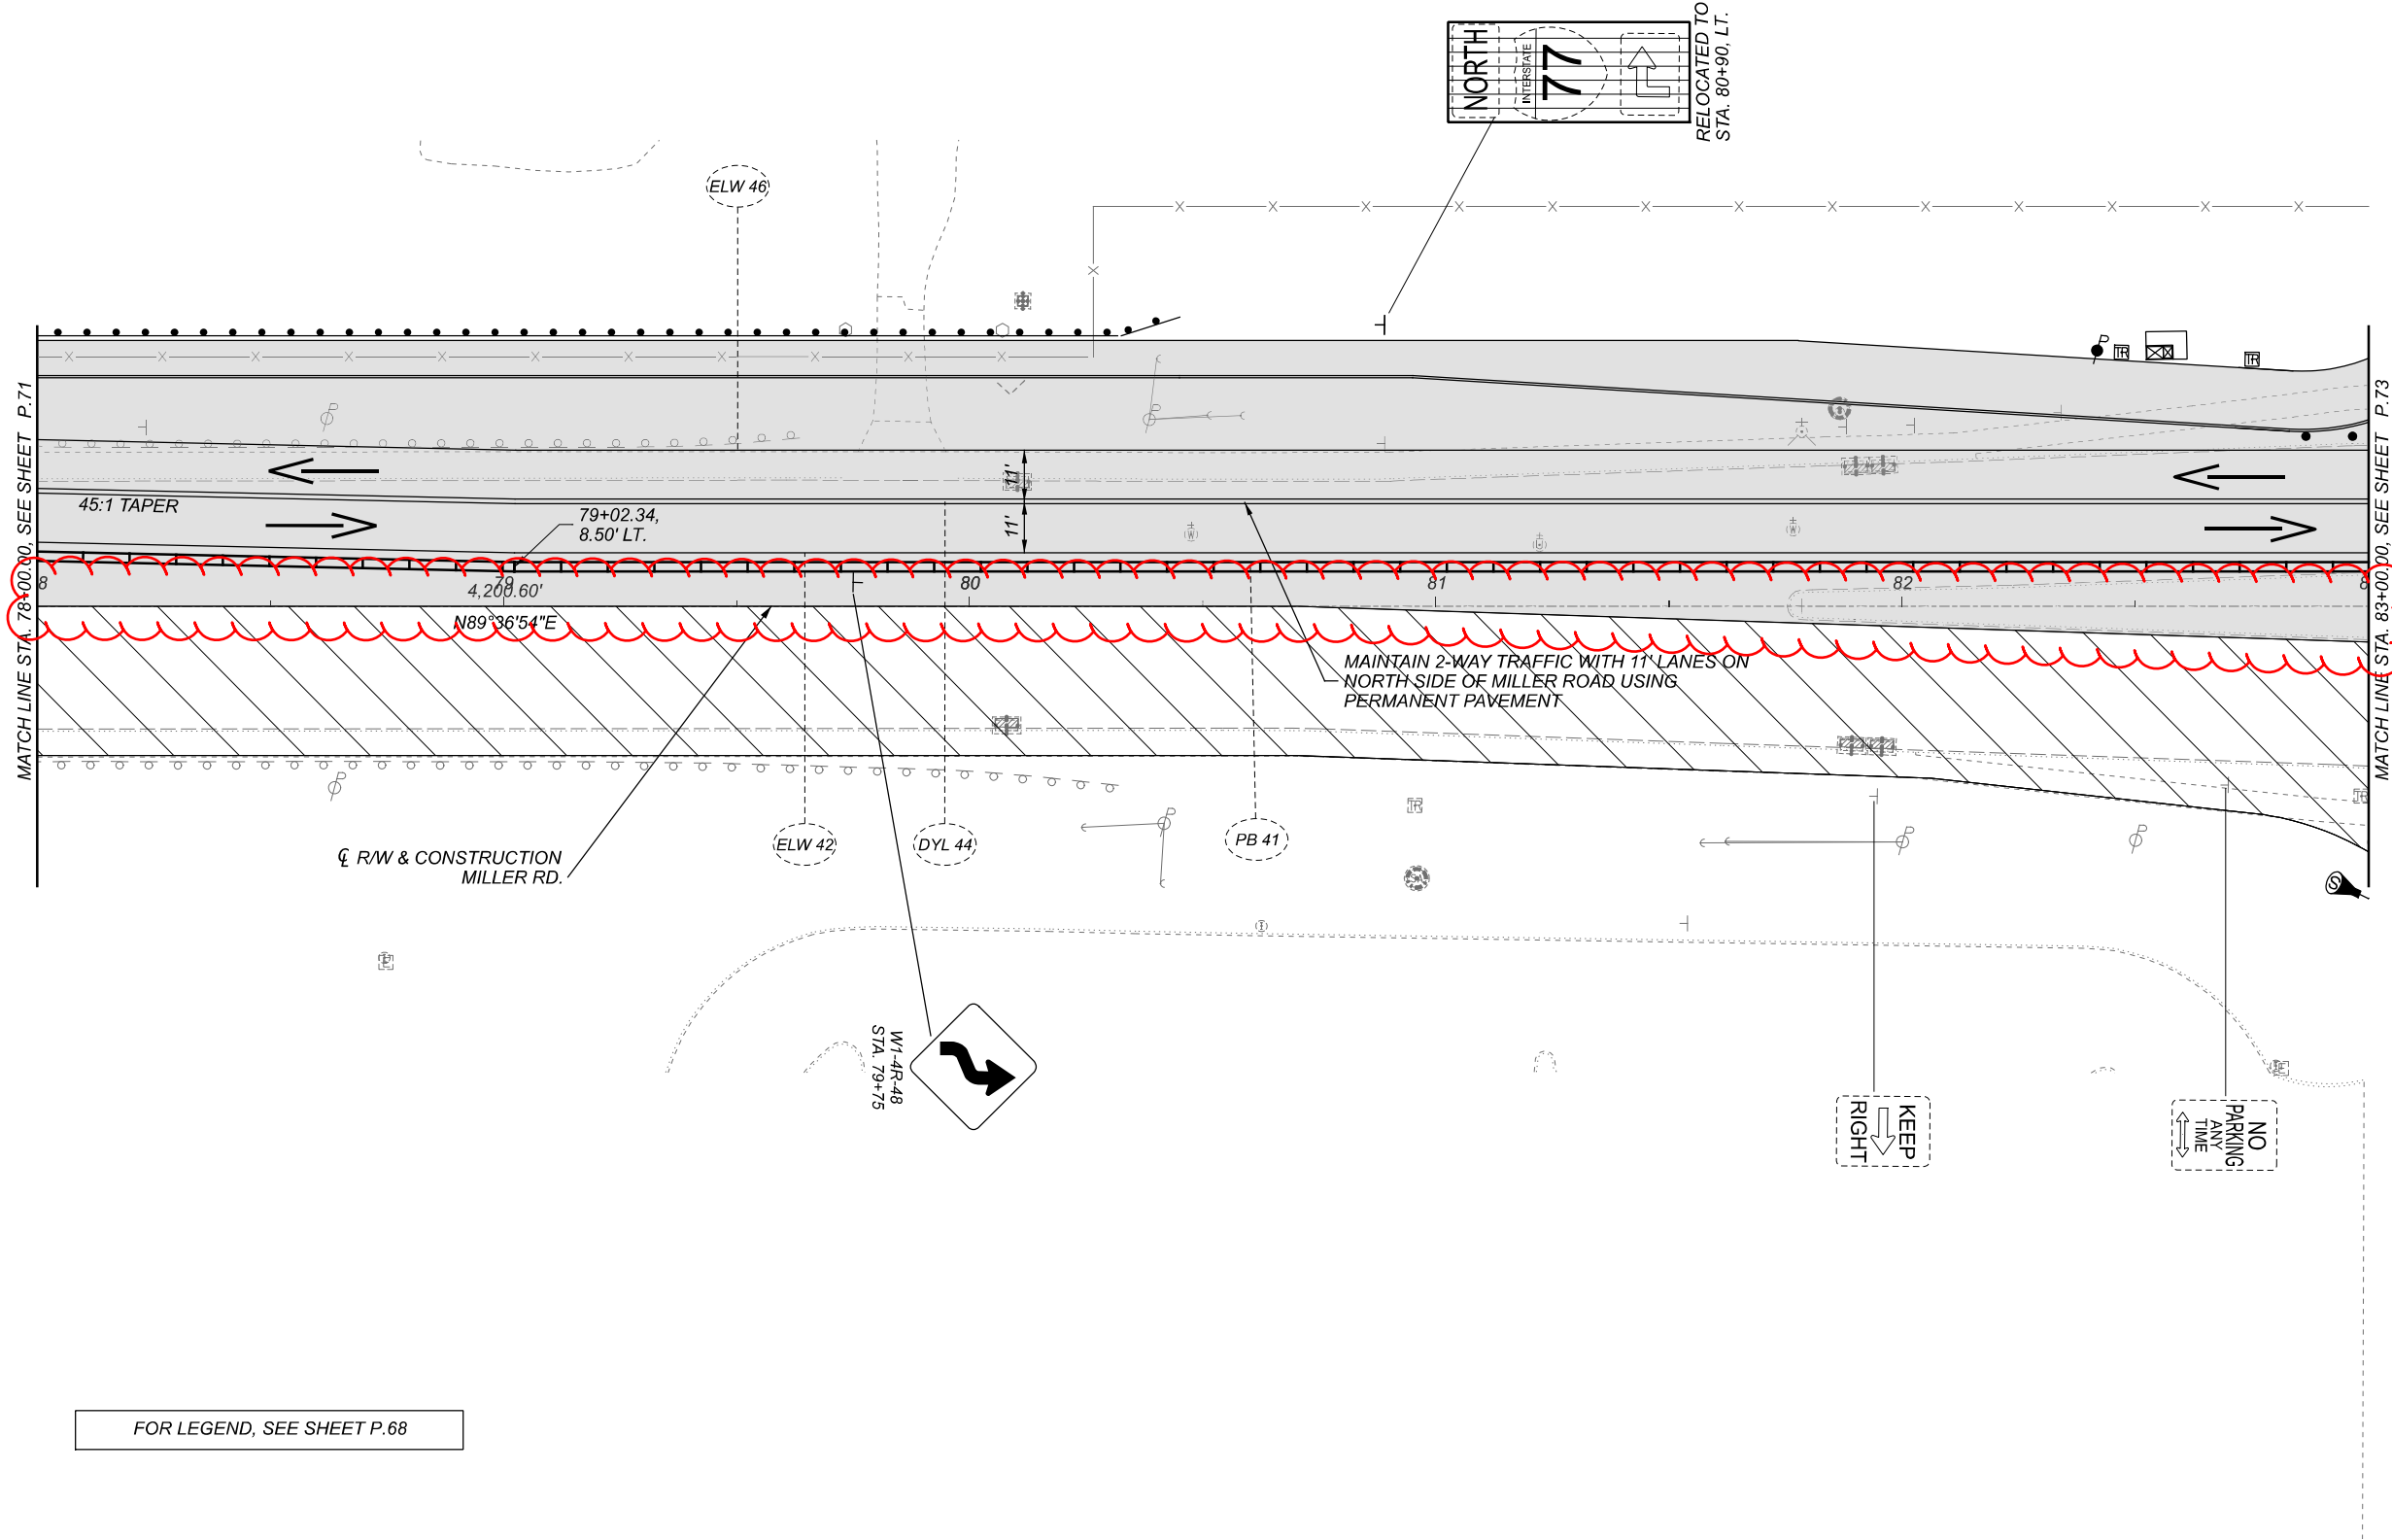 NORTH
INTERSTATE
77
RELOCATED TO
STA. 80+90, LT.
ELW 46
MATCH LINE STA. 78+00.00, SEE SHEET P.71
MATCH LINE STA. 83+00.00, SEE SHEET P.73
45:1 TAPER
79+02.34,
8.50' LT.
11'
11'
8
79
80
81
82
8
4,200.60'
N89°36'54"E
MAINTAIN 2-WAY TRAFFIC WITH 11' LANES ON
NORTH SIDE OF MILLER ROAD USING
PERMANENT PAVEMENT
℄ R/W & CONSTRUCTION
MILLER RD.
ELW 42
DYL 44
PB 41
W1-4R-48
STA. 79+75
KEEP
RIGHT
NO
PARKING
ANY
TIME
S
FOR LEGEND, SEE SHEET P.68